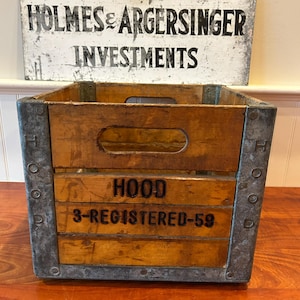 HOLMES & ARGERSINGER
INVESTMENTS
H
O
O
D
H
O
O
D
HOOD
3-REGISTERED-59